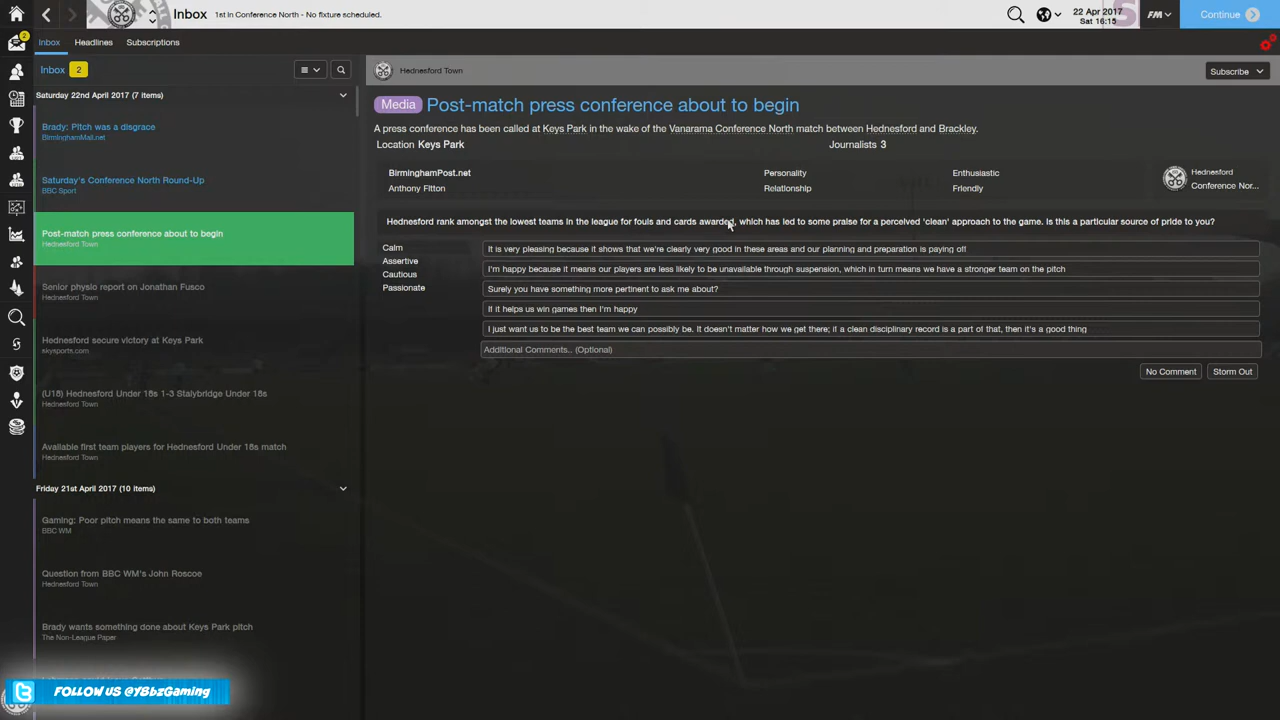 Inbox
1st in Conference North - No fixture scheduled.
22 Apr 2017
Sat 16:15
FM
Continue
2
Inbox
Headlines
Subscriptions
Inbox
2
Hednesford Town
Subscribe
Saturday 22nd April 2017 (7 items)
Brady: Pitch was a disgrace
BirminghamMail.net
Saturday's Conference North Round-Up
BBC Sport
Post-match press conference about to begin
Hednesford Town
Senior physio report on Jonathan Fusco
Hednesford Town
Hednesford secure victory at Keys Park
skysports.com
(U18) Hednesford Under 18s 1-3 Stalybridge Under 18s
Hednesford Town
Available first team players for Hednesford Under 18s match
Hednesford Town
Friday 21st April 2017 (10 items)
Gaming: Poor pitch means the same to both teams
BBC WM
Question from BBC WM's John Roscoe
Hednesford Town
Brady wants something done about Keys Park pitch
The Non-League Paper
FOLLOW US @YBbzGaming
Media
Post-match press conference about to begin
A press conference has been called at Keys Park in the wake of the Vanarama Conference North match between Hednesford and Brackley.
Location Keys Park
Journalists 3
BirminghamPost.net
Anthony Fitton
Personality
Enthusiastic
Relationship
Friendly
Hednesford
Conference Nor...
Hednesford rank amongst the lowest teams in the league for fouls and cards awarded, which has led to some praise for a perceived 'clean' approach to the game. Is this a particular source of pride to you?
Calm
Assertive
Cautious
Passionate
It is very pleasing because it shows that we're clearly very good in these areas and our planning and preparation is paying off
I'm happy because it means our players are less likely to be unavailable through suspension, which in turn means we have a stronger team on the pitch
Surely you have something more pertinent to ask me about?
If it helps us win games then I'm happy
I just want us to be the best team we can possibly be. It doesn't matter how we get there; if a clean disciplinary record is a part of that, then it's a good thing
Additional Comments.. (Optional)
No Comment
Storm Out